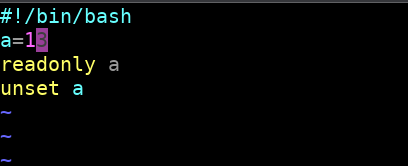 #!/bin/bash
a=13
readonly a
unset a
~
~
~